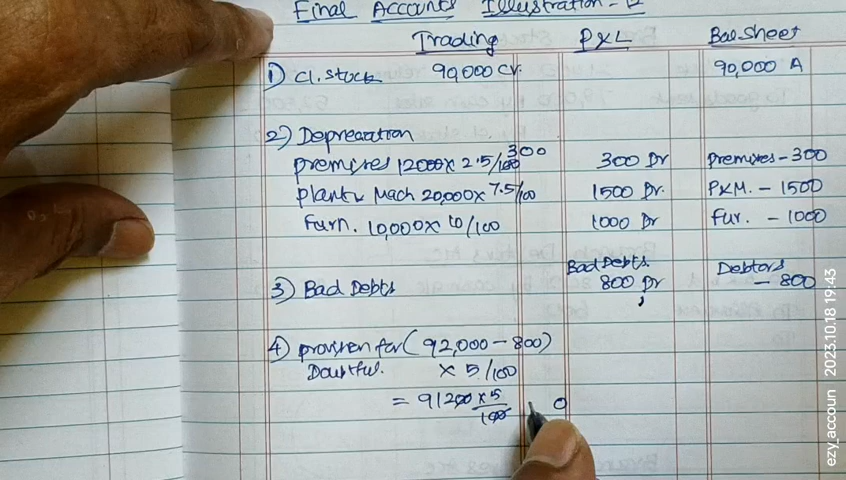 Final Accounts Illustration - 12
Trading P&L Bal-Sheet
1) Cl. Stock 90,000 Cr. 90,000 A
2) Depreciation
premises 12000 x 2.5/100 300 300 Dr premises - 300
plant & Mach 20,000 x 7.5/100 1500 Dr. P&M. - 1500
Furn. 10,000 x 10/100 1000 Dr Fur. - 1000
Bad Debts Debtors
3) Bad Debts 800 Dr - 800
4) provision for (92,000 - 800)
Doubtful. x 5/100
= 91200 x 5/100 0
ezy_accoun 2023.10.18 19:43